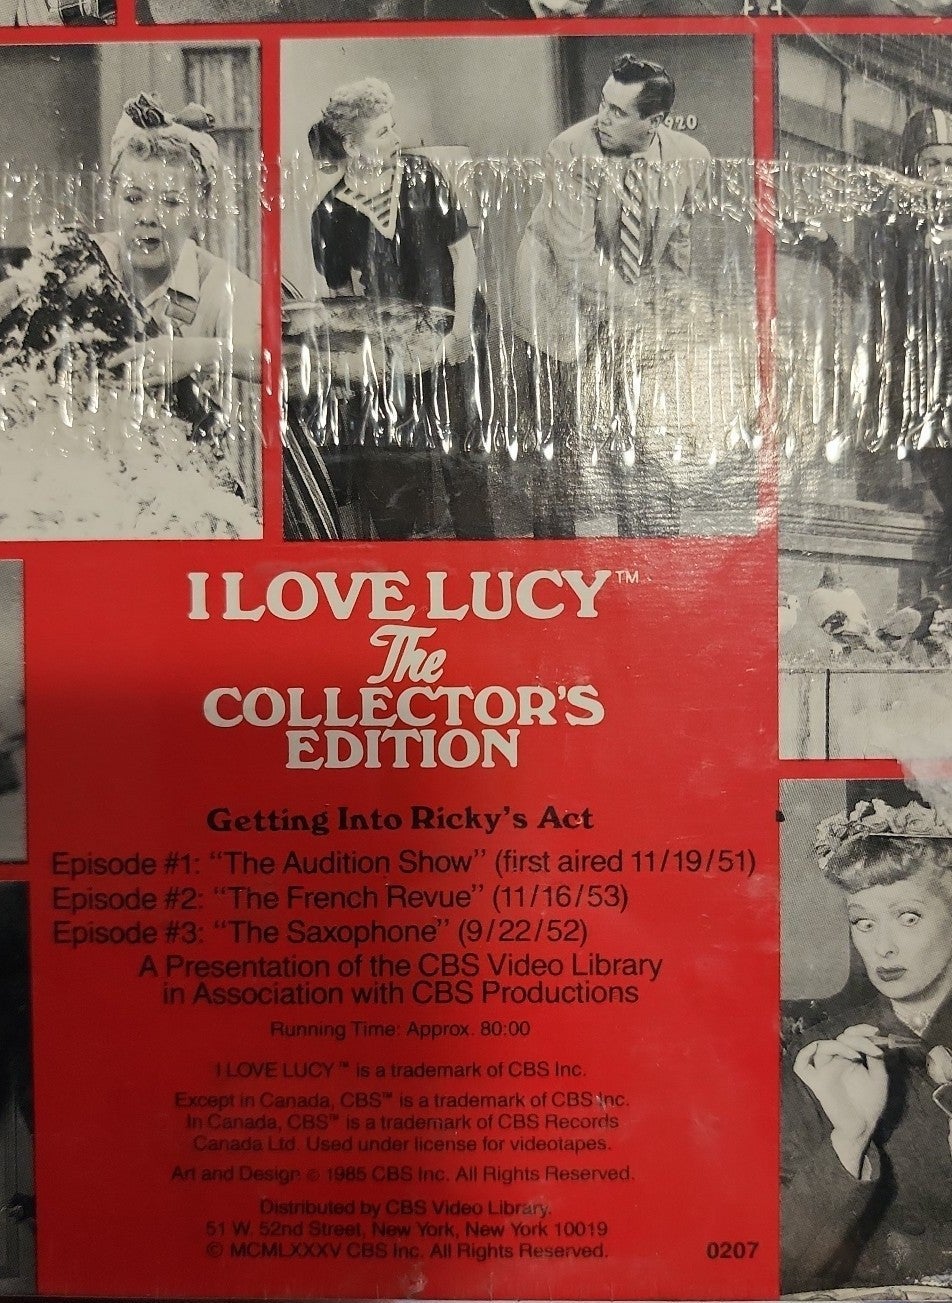 920
I LOVE LUCY™
The
COLLECTOR'S
EDITION
Getting Into Ricky's Act
Episode #1: "The Audition Show" (first aired 11/19/51)
Episode #2: "The French Revue" (11/16/53)
Episode #3: "The Saxophone" (9/22/52)
A Presentation of the CBS Video Library
in Association with CBS Productions
Running Time: Approx. 80:00
I LOVE LUCY™ is a trademark of CBS Inc.
Except in Canada, CBS™ is a trademark of CBS Inc.
In Canada, CBS™ is a trademark of CBS Records
Canada Ltd. Used under license for videotapes.
Art and Design © 1985 CBS Inc. All Rights Reserved.
Distributed by CBS Video Library.
51 W. 52nd Street, New York, New York 10019
© MCMLXXXV CBS Inc. All Rights Reserved.
0207